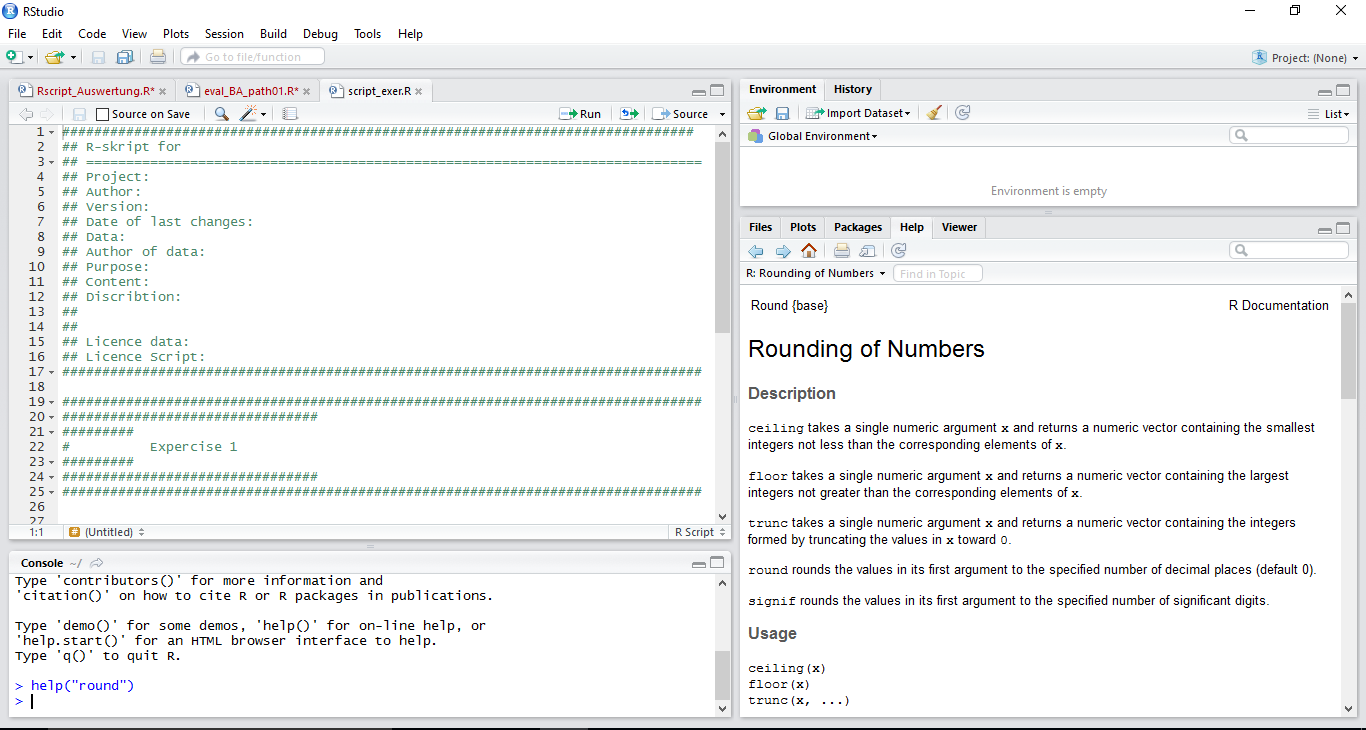 RStudio
File Edit Code View Plots Session Build Debug Tools Help
Go to file/function
Project: (None)
Rscript_Auswertung.R* eval_BA_path01.R* script_exer.R
Source on Save Run Source
1 ###############################################################################
2 ## R-skript for
3 ## =============================================================================
4 ## Project:
5 ## Author:
6 ## Version:
7 ## Date of last changes:
8 ## Data:
9 ## Author of data:
10 ## Purpose:
11 ## Content:
12 ## Discribtion:
13 ##
14 ##
15 ## Licence data:
16 ## Licence Script:
17 ################################################################################
18
19 ################################################################################
20 ################################
21 #########
22 # Expercise 1
23 #########
24 ################################
25 ################################################################################
26
27
1:1 # (Untitled) R Script
Console ~/
Type 'contributors()' for more information and
'citation()' on how to cite R or R packages in publications.
Type 'demo()' for some demos, 'help()' for on-line help, or
'help.start()' for an HTML browser interface to help.
Type 'q()' to quit R.
> help("round")
>
Environment History
Import Dataset List
Global Environment
Environment is empty
Files Plots Packages Help Viewer
R: Rounding of Numbers Find in Topic
Round {base} R Documentation
Rounding of Numbers
Description
ceiling takes a single numeric argument x and returns a numeric vector containing the smallest
integers not less than the corresponding elements of x.
floor takes a single numeric argument x and returns a numeric vector containing the largest
integers not greater than the corresponding elements of x.
trunc takes a single numeric argument x and returns a numeric vector containing the integers
formed by truncating the values in x toward 0.
round rounds the values in its first argument to the specified number of decimal places (default 0).
signif rounds the values in its first argument to the specified number of significant digits.
Usage
ceiling(x)
floor(x)
trunc(x, ...)